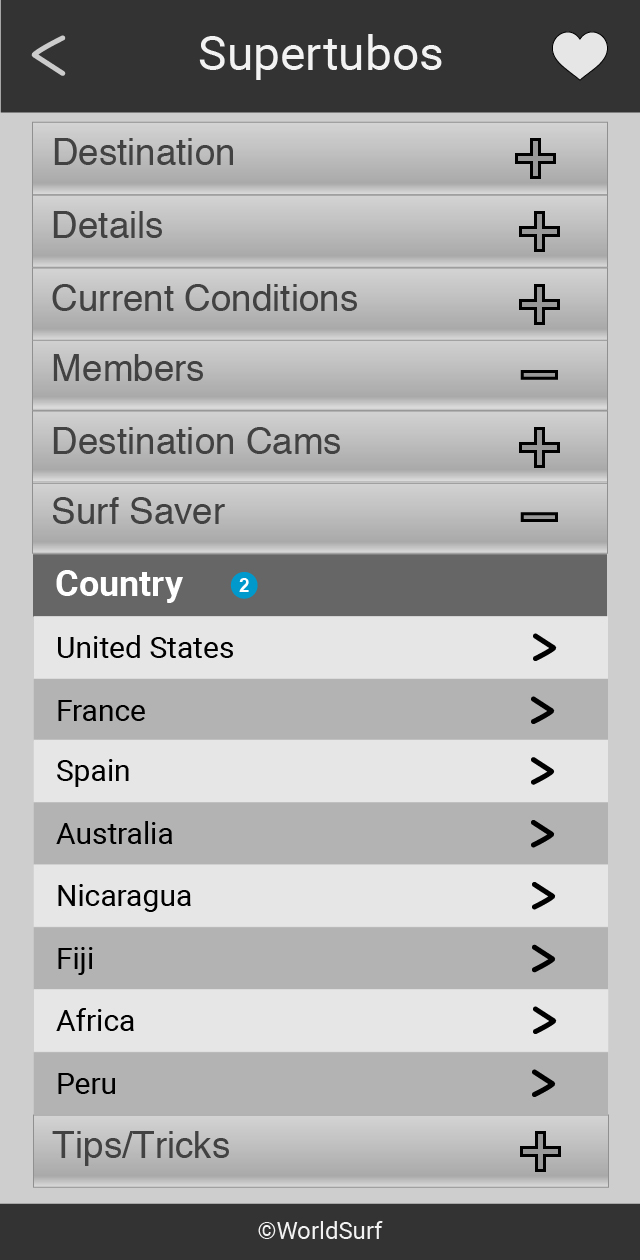 Supertubos
Destination
Details
Current Conditions
Members
Destination Cams
Surf Saver
Country 2
United States
France
Spain
Australia
Nicaragua
Fiji
Africa
Peru
Tips/Tricks
©WorldSurf